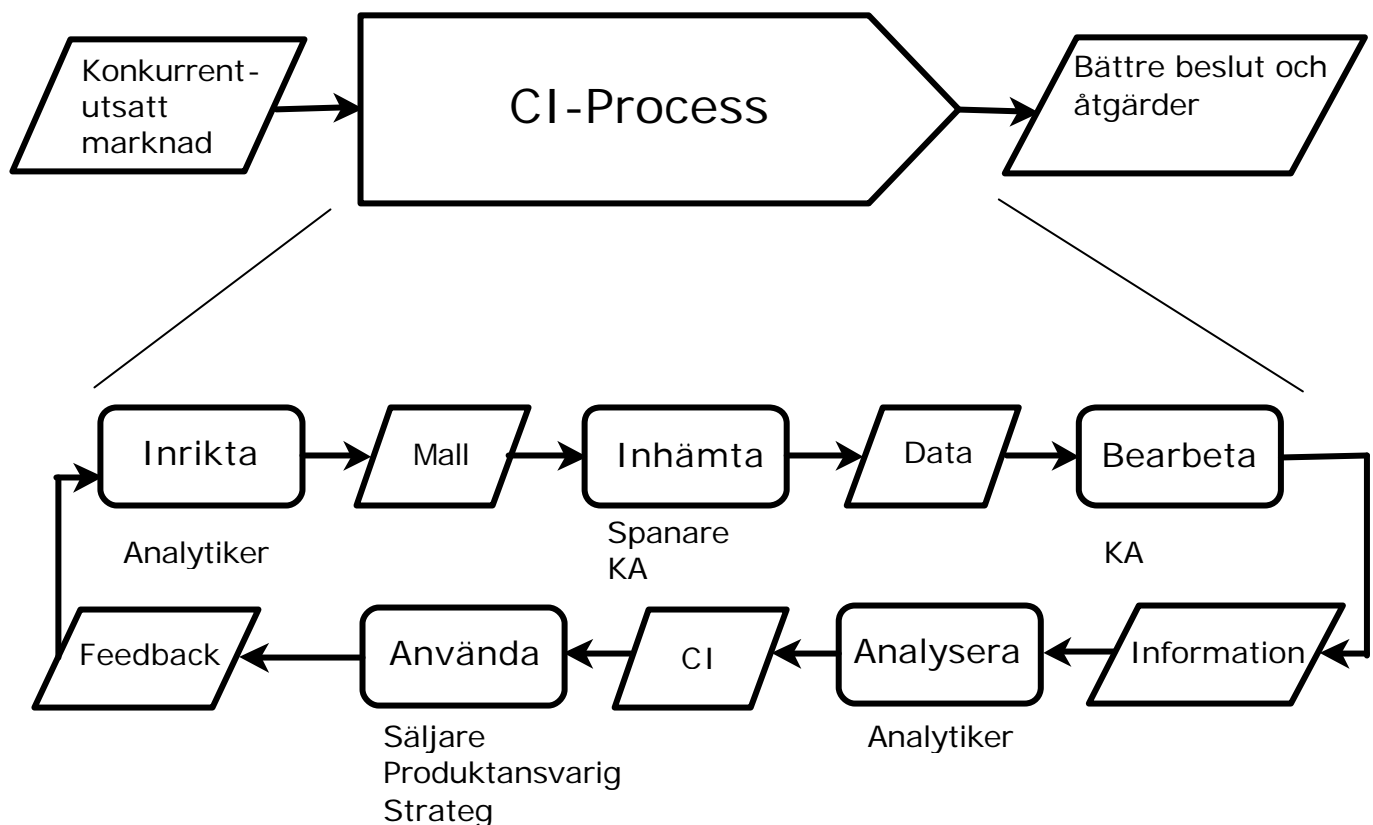 Konkurrent-
utsatt
marknad
CI-Process
Bättre beslut och
åtgärder
Inrikta
Mall
Inhämta
Data
Bearbeta
Analytiker
Spanare
KA
KA
Feedback
Använda
CI
Analysera
Information
Säljare
Produktansvarig
Strateg
Analytiker